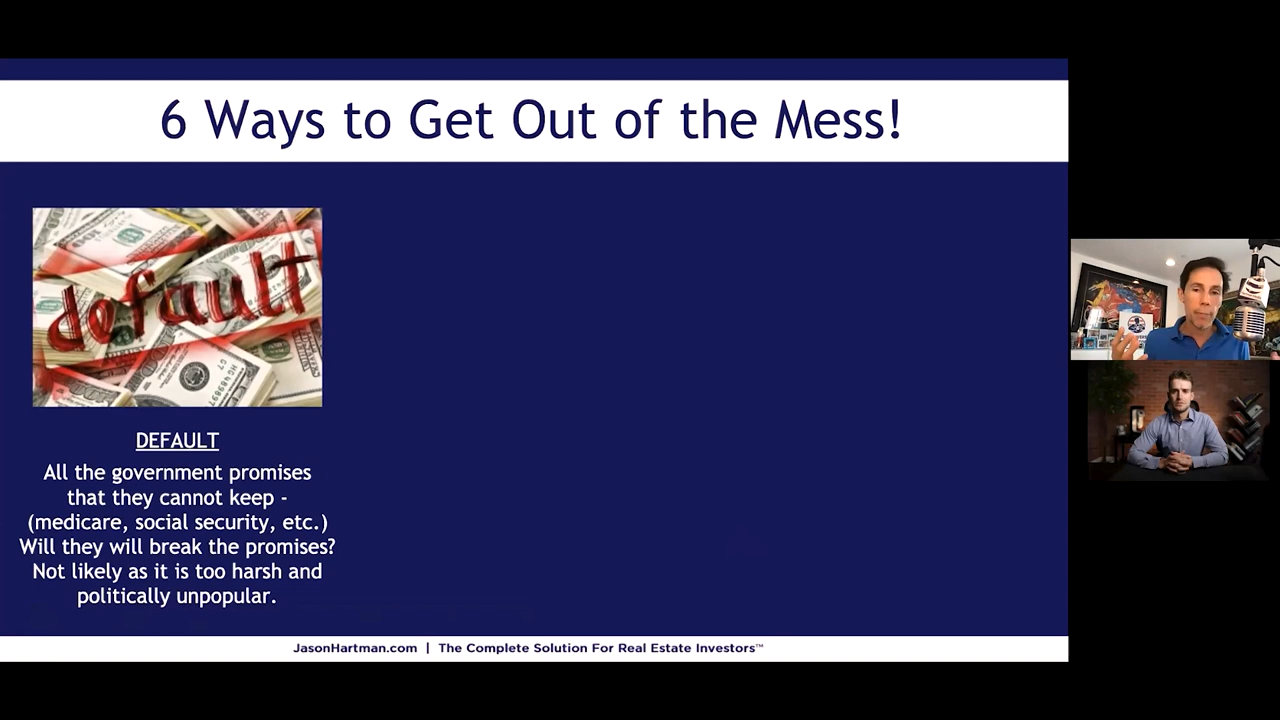 6 Ways to Get Out of the Mess!
default
DEFAULT
All the government promises
that they cannot keep -
(medicare, social security, etc.)
Will they will break the promises?
Not likely as it is too harsh and
politically unpopular.
JasonHartman.com | The Complete Solution For Real Estate Investors™